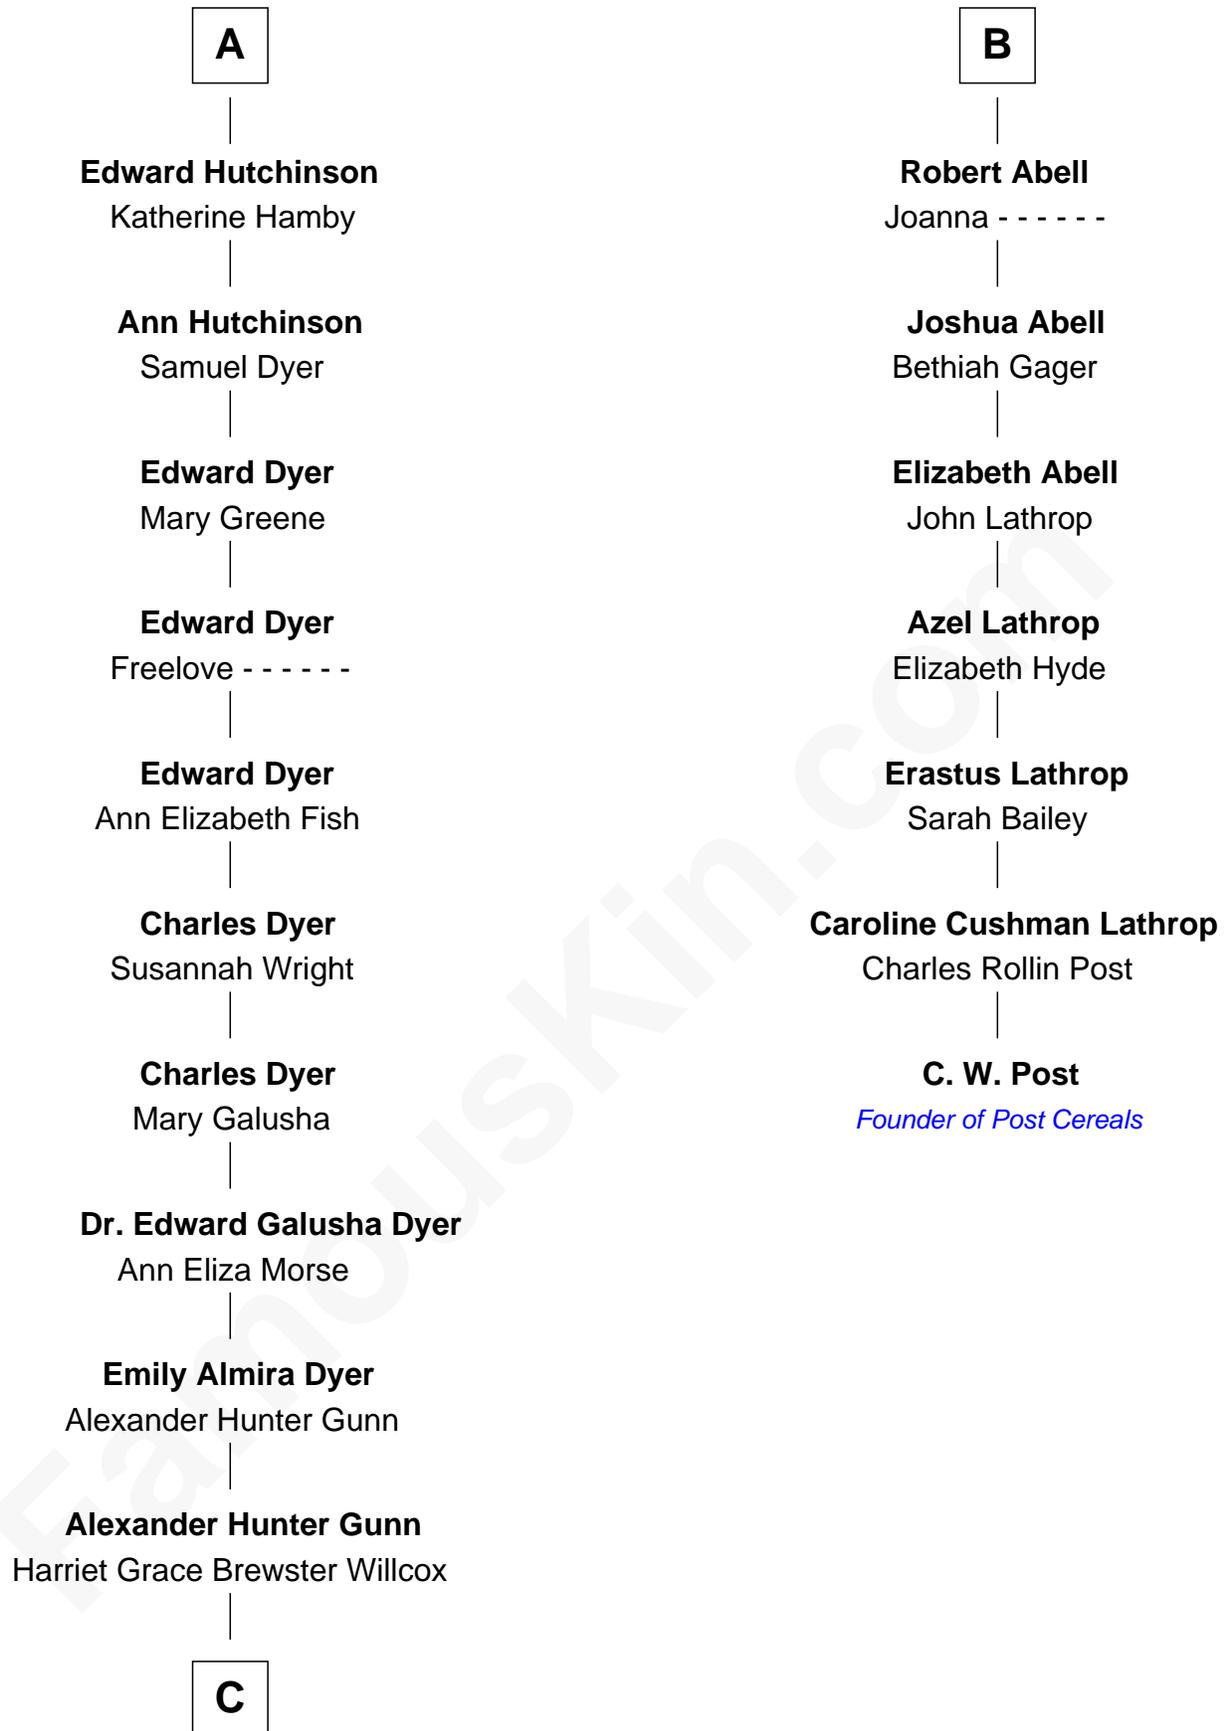 A
Edward Hutchinson
Katherine Hamby
Ann Hutchinson
Samuel Dyer
Edward Dyer
Mary Greene
Edward Dyer
Freelove - - - - - -
Edward Dyer
Ann Elizabeth Fish
Charles Dyer
Susannah Wright
Charles Dyer
Mary Galusha
Dr. Edward Galusha Dyer
Ann Eliza Morse
Emily Almira Dyer
Alexander Hunter Gunn
Alexander Hunter Gunn
Harriet Grace Brewster Willcox
C
B
Robert Abell
Joanna - - - - - -
Joshua Abell
Bethiah Gager
Elizabeth Abell
John Lathrop
Azel Lathrop
Elizabeth Hyde
Erastus Lathrop
Sarah Bailey
Caroline Cushman Lathrop
Charles Rollin Post
C. W. Post
Founder of Post Cereals
FamousKin.com